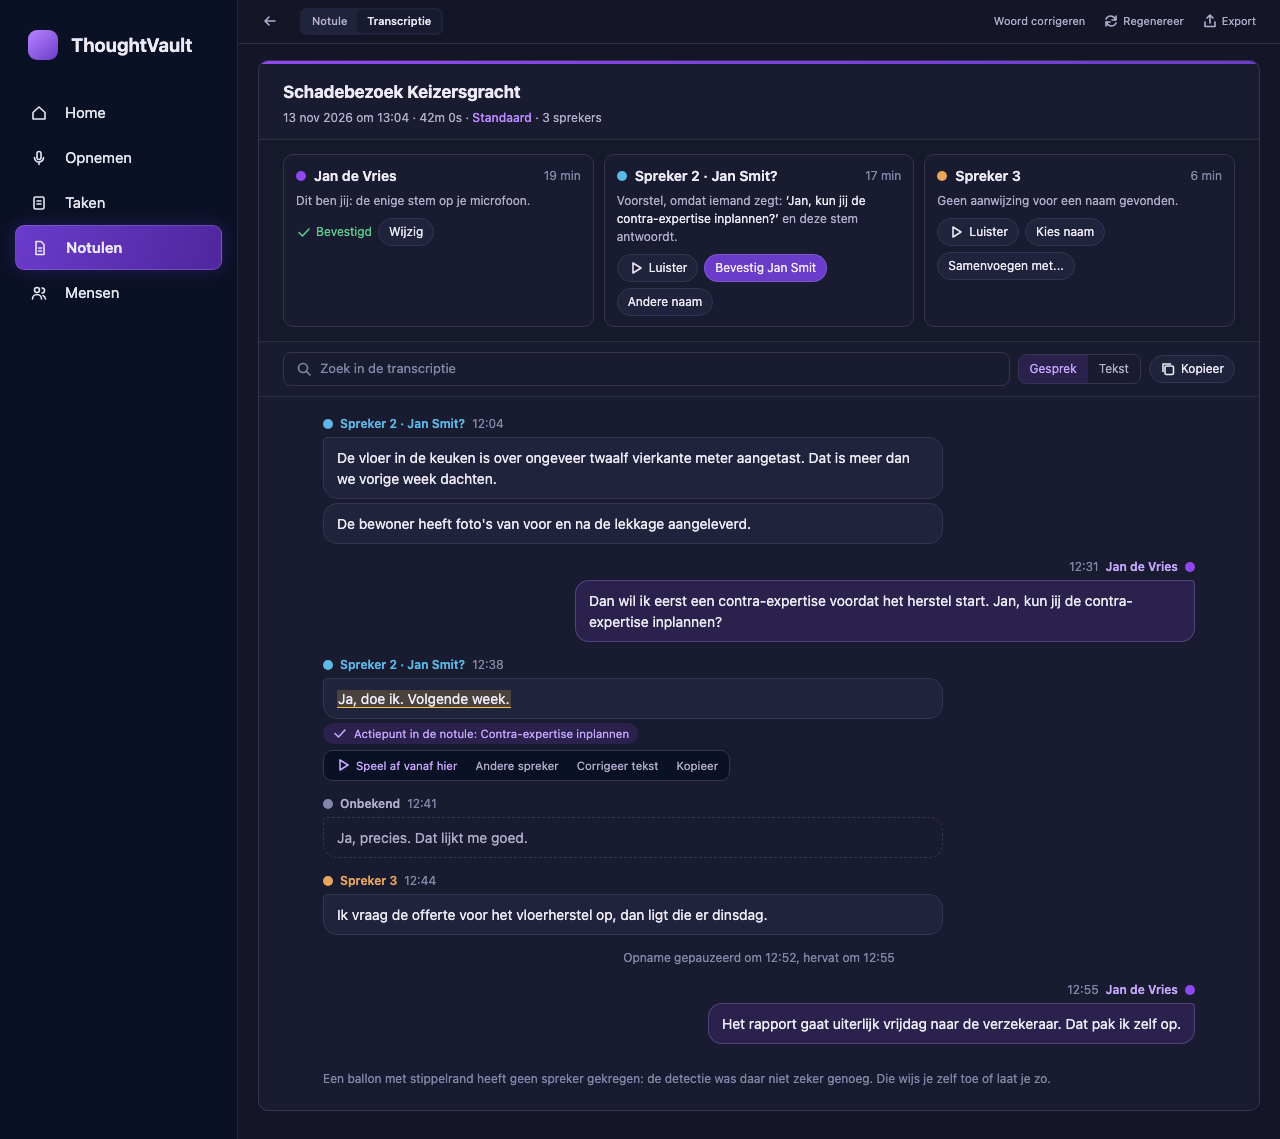 ThoughtVault
Home
Opnemen
Taken
Notulen
Mensen
Notule
Transcriptie
Woord corrigeren
Regenereer
Export
Schadebezoek Keizersgracht
13 nov 2026 om 13:04 · 42m 0s · Standaard · 3 sprekers
Jan de Vries
19 min
Dit ben jij: de enige stem op je microfoon.
Bevestigd
Wijzig
Spreker 2 · Jan Smit?
17 min
Voorstel, omdat iemand zegt: ‘Jan, kun jij de
contra-expertise inplannen?’ en deze stem
antwoordt.
Luister
Bevestig Jan Smit
Andere naam
Spreker 3
6 min
Geen aanwijzing voor een naam gevonden.
Luister
Kies naam
Samenvoegen met...
Zoek in de transcriptie
Gesprek
Tekst
Kopieer
Spreker 2 · Jan Smit? 12:04
De vloer in de keuken is over ongeveer twaalf vierkante meter aangetast. Dat is meer dan
we vorige week dachten.
De bewoner heeft foto's van voor en na de lekkage aangeleverd.
12:31 Jan de Vries
Dan wil ik eerst een contra-expertise voordat het herstel start. Jan, kun jij de contra-
expertise inplannen?
Spreker 2 · Jan Smit? 12:38
Ja, doe ik. Volgende week.
Actiepunt in de notule: Contra-expertise inplannen
Speel af vanaf hier
Andere spreker
Corrigeer tekst
Kopieer
Onbekend 12:41
Ja, precies. Dat lijkt me goed.
Spreker 3 12:44
Ik vraag de offerte voor het vloerherstel op, dan ligt die er dinsdag.
Opname gepauzeerd om 12:52, hervat om 12:55
12:55 Jan de Vries
Het rapport gaat uiterlijk vrijdag naar de verzekeraar. Dat pak ik zelf op.
Een ballon met stippelrand heeft geen spreker gekregen: de detectie was daar niet zeker genoeg. Die wijs je zelf toe of laat je zo.